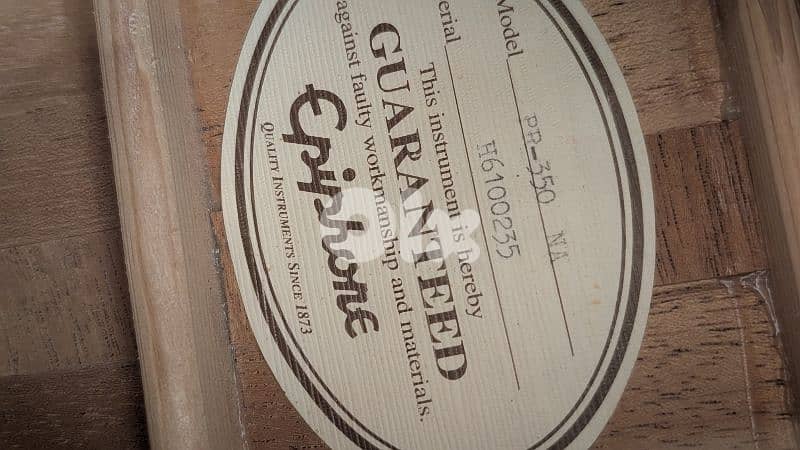 Model PR-350 NA
erial H6100235
This instrument is hereby
GUARANTEED
against faulty workmanship and materials.
Epiphone
QUALITY INSTRUMENTS SINCE 1873
OLX